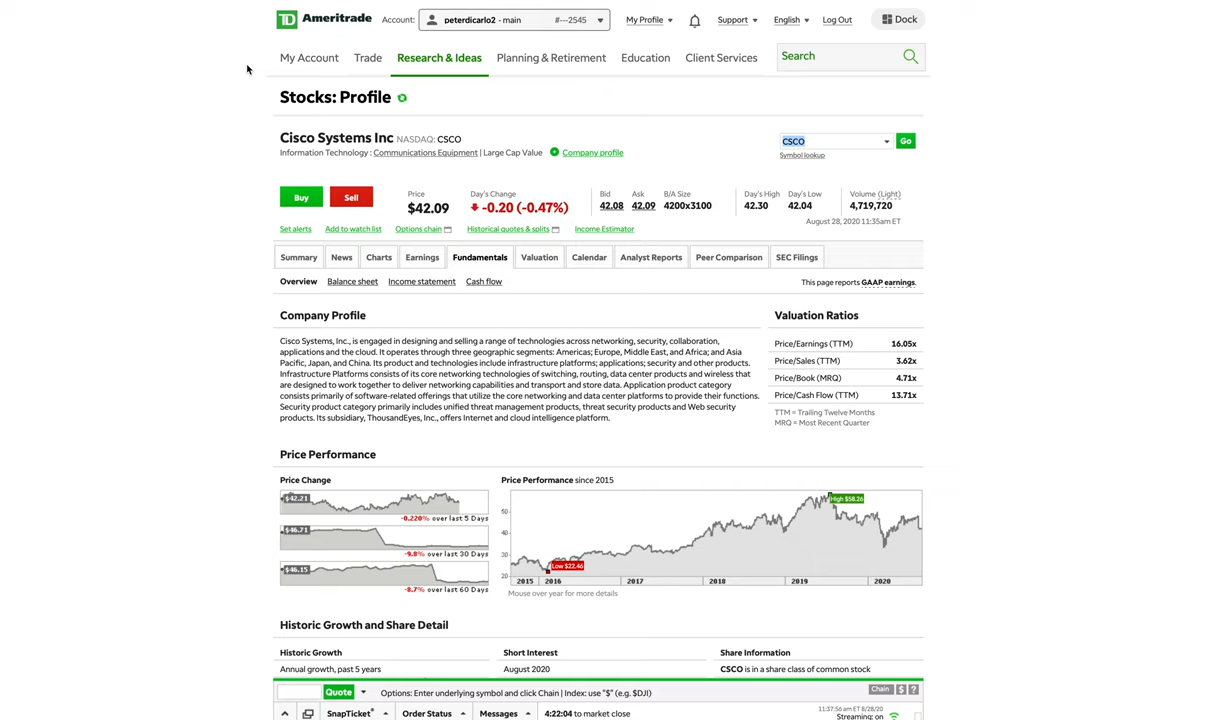 TD Ameritrade Account: peterdicarlo2 - main #---2545 My Profile Support English Log Out Dock
My Account Trade Research & Ideas Planning & Retirement Education Client Services Search
Stocks: Profile
Cisco Systems Inc NASDAQ: CSCO
CSCO Go
Information Technology : Communications Equipment | Large Cap Value Company profile
Symbol lookup
Buy Sell
Price Day's Change Bid Ask B/A Size Day's High Day's Low Volume (Light)
$42.09 -0.20 (-0.47%) 42.08 42.09 4200x3100 42.30 42.04 4,719,720
August 28, 2020 11:35am ET
Set alerts Add to watch list Options chain Historical quotes & splits Income Estimator
Summary News Charts Earnings Fundamentals Valuation Calendar Analyst Reports Peer Comparison SEC Filings
Overview Balance sheet Income statement Cash flow This page reports GAAP earnings.
Company Profile
Cisco Systems, Inc., is engaged in designing and selling a range of technologies across networking, security, collaboration,
applications and the cloud. It operates through three geographic segments: Americas; Europe, Middle East, and Africa; and Asia
Pacific, Japan, and China. Its product and technologies include infrastructure platforms; applications; security and other products.
Infrastructure Platforms consists of its core networking technologies of switching, routing, data center products and wireless that
are designed to work together to deliver networking capabilities and transport and store data. Application product category
consists primarily of software-related offerings that utilize the core networking and data center platforms to provide their functions.
Security product category primarily includes unified threat management products, threat security products and Web security
products. Its subsidiary, ThousandEyes, Inc., offers Internet and cloud intelligence platform.
Valuation Ratios
Price/Earnings (TTM) 16.05x
Price/Sales (TTM) 3.62x
Price/Book (MRQ) 4.71x
Price/Cash Flow (TTM) 13.71x
TTM = Trailing Twelve Months
MRQ = Most Recent Quarter
Price Performance
Price Change
$42.21
-0.220% over last 5 Days
$46.71
-9.8% over last 30 Days
$46.15
-8.7% over last 60 Days
Price Performance since 2015
High $58.26
50
40
30
Low $22.46
20
2015 2016 2017 2018 2019 2020
Mouse over year for more details
Historic Growth and Share Detail
Historic Growth Short Interest Share Information
Annual growth, past 5 years August 2020 CSCO is in a share class of common stock
Quote Options: Enter underlying symbol and click Chain | Index: use "$" (e.g. $DJI) Chain $ ?
SnapTicket® Order Status Messages 4:22:04 to market close
11:37:56 am ET 8/28/20
Streaming: on